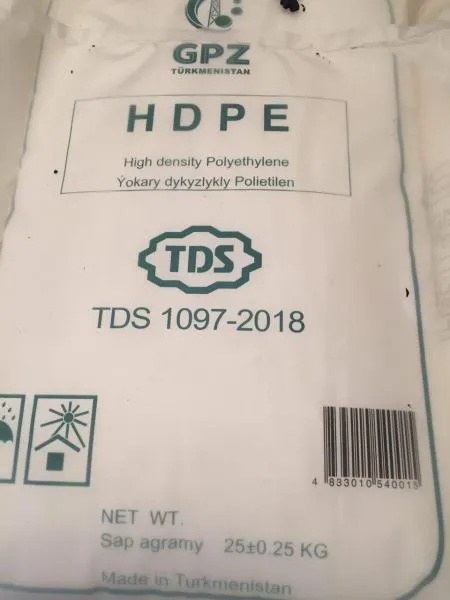 GPZ
TÜRKMENISTAN
HDPE
High density Polyethylene
Ýokary dykyzlykly Polietilen
TDS
TDS 1097-2018
4 833010 540015
NET WT.
Sap agramy 25±0.25 KG
Made in Turkmenistan